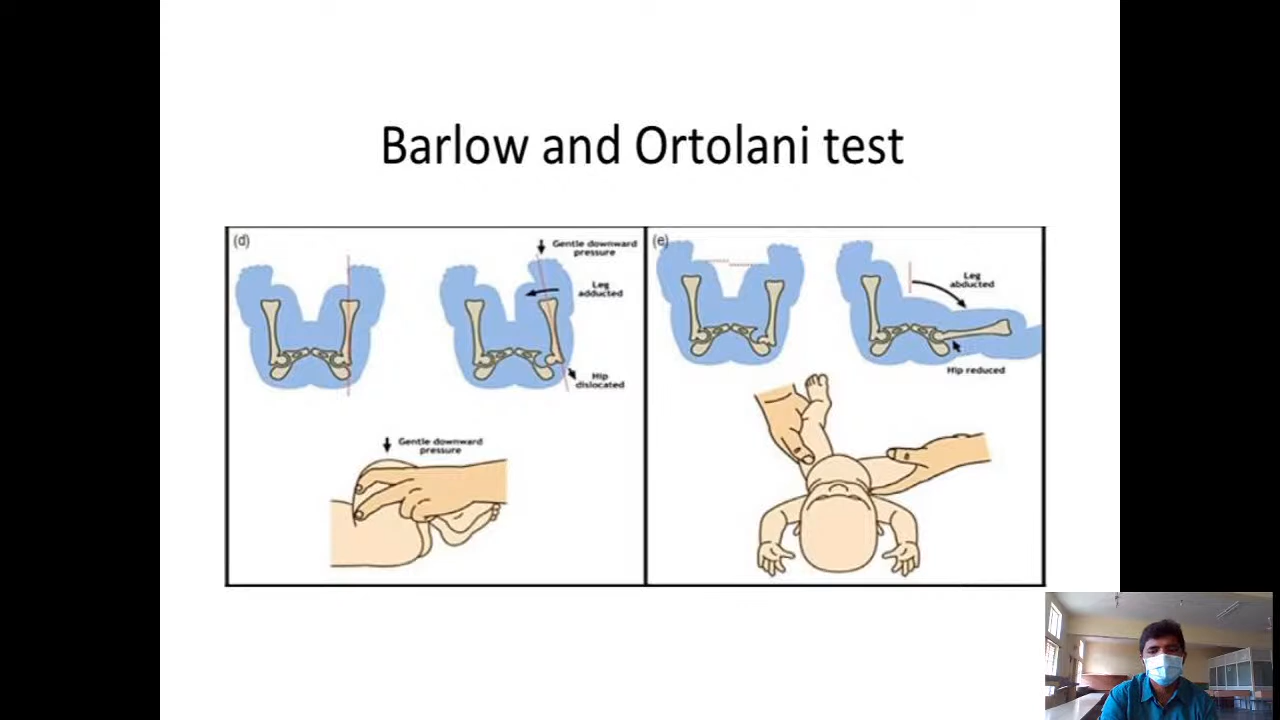 Barlow and Ortolani test
(d)
Gentle downward
pressure
Leg
adducted
Hip
dislocated
Gentle downward
pressure
(e)
Leg
abducted
Hip reduced